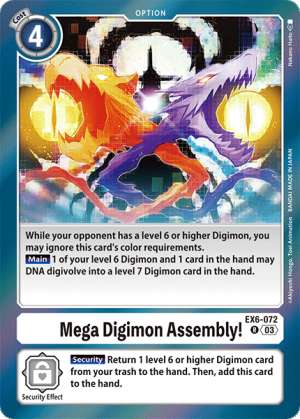 OPTION
Cost
4
While your opponent has a level 6 or higher Digimon, you
may ignore this card's color requirements.
Main 1 of your level 6 Digimon and 1 card in the hand may
DNA digivolve into a level 7 Digimon card in the hand.
EX6-072
Mega Digimon Assembly! R 03
Security Return 1 level 6 or higher Digimon card
from your trash to the hand. Then, add this card
to the hand.
Security Effect
©Akiyoshi Hongo, Toei Animation BANDAI MADE IN JAPAN